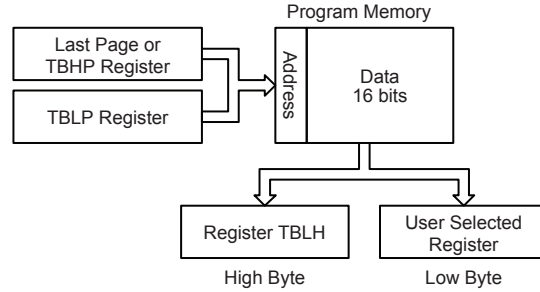 Program Memory
Last Page or
TBHP Register
TBLP Register
Address
Data
16 bits
Register TBLH
User Selected
Register
High Byte
Low Byte